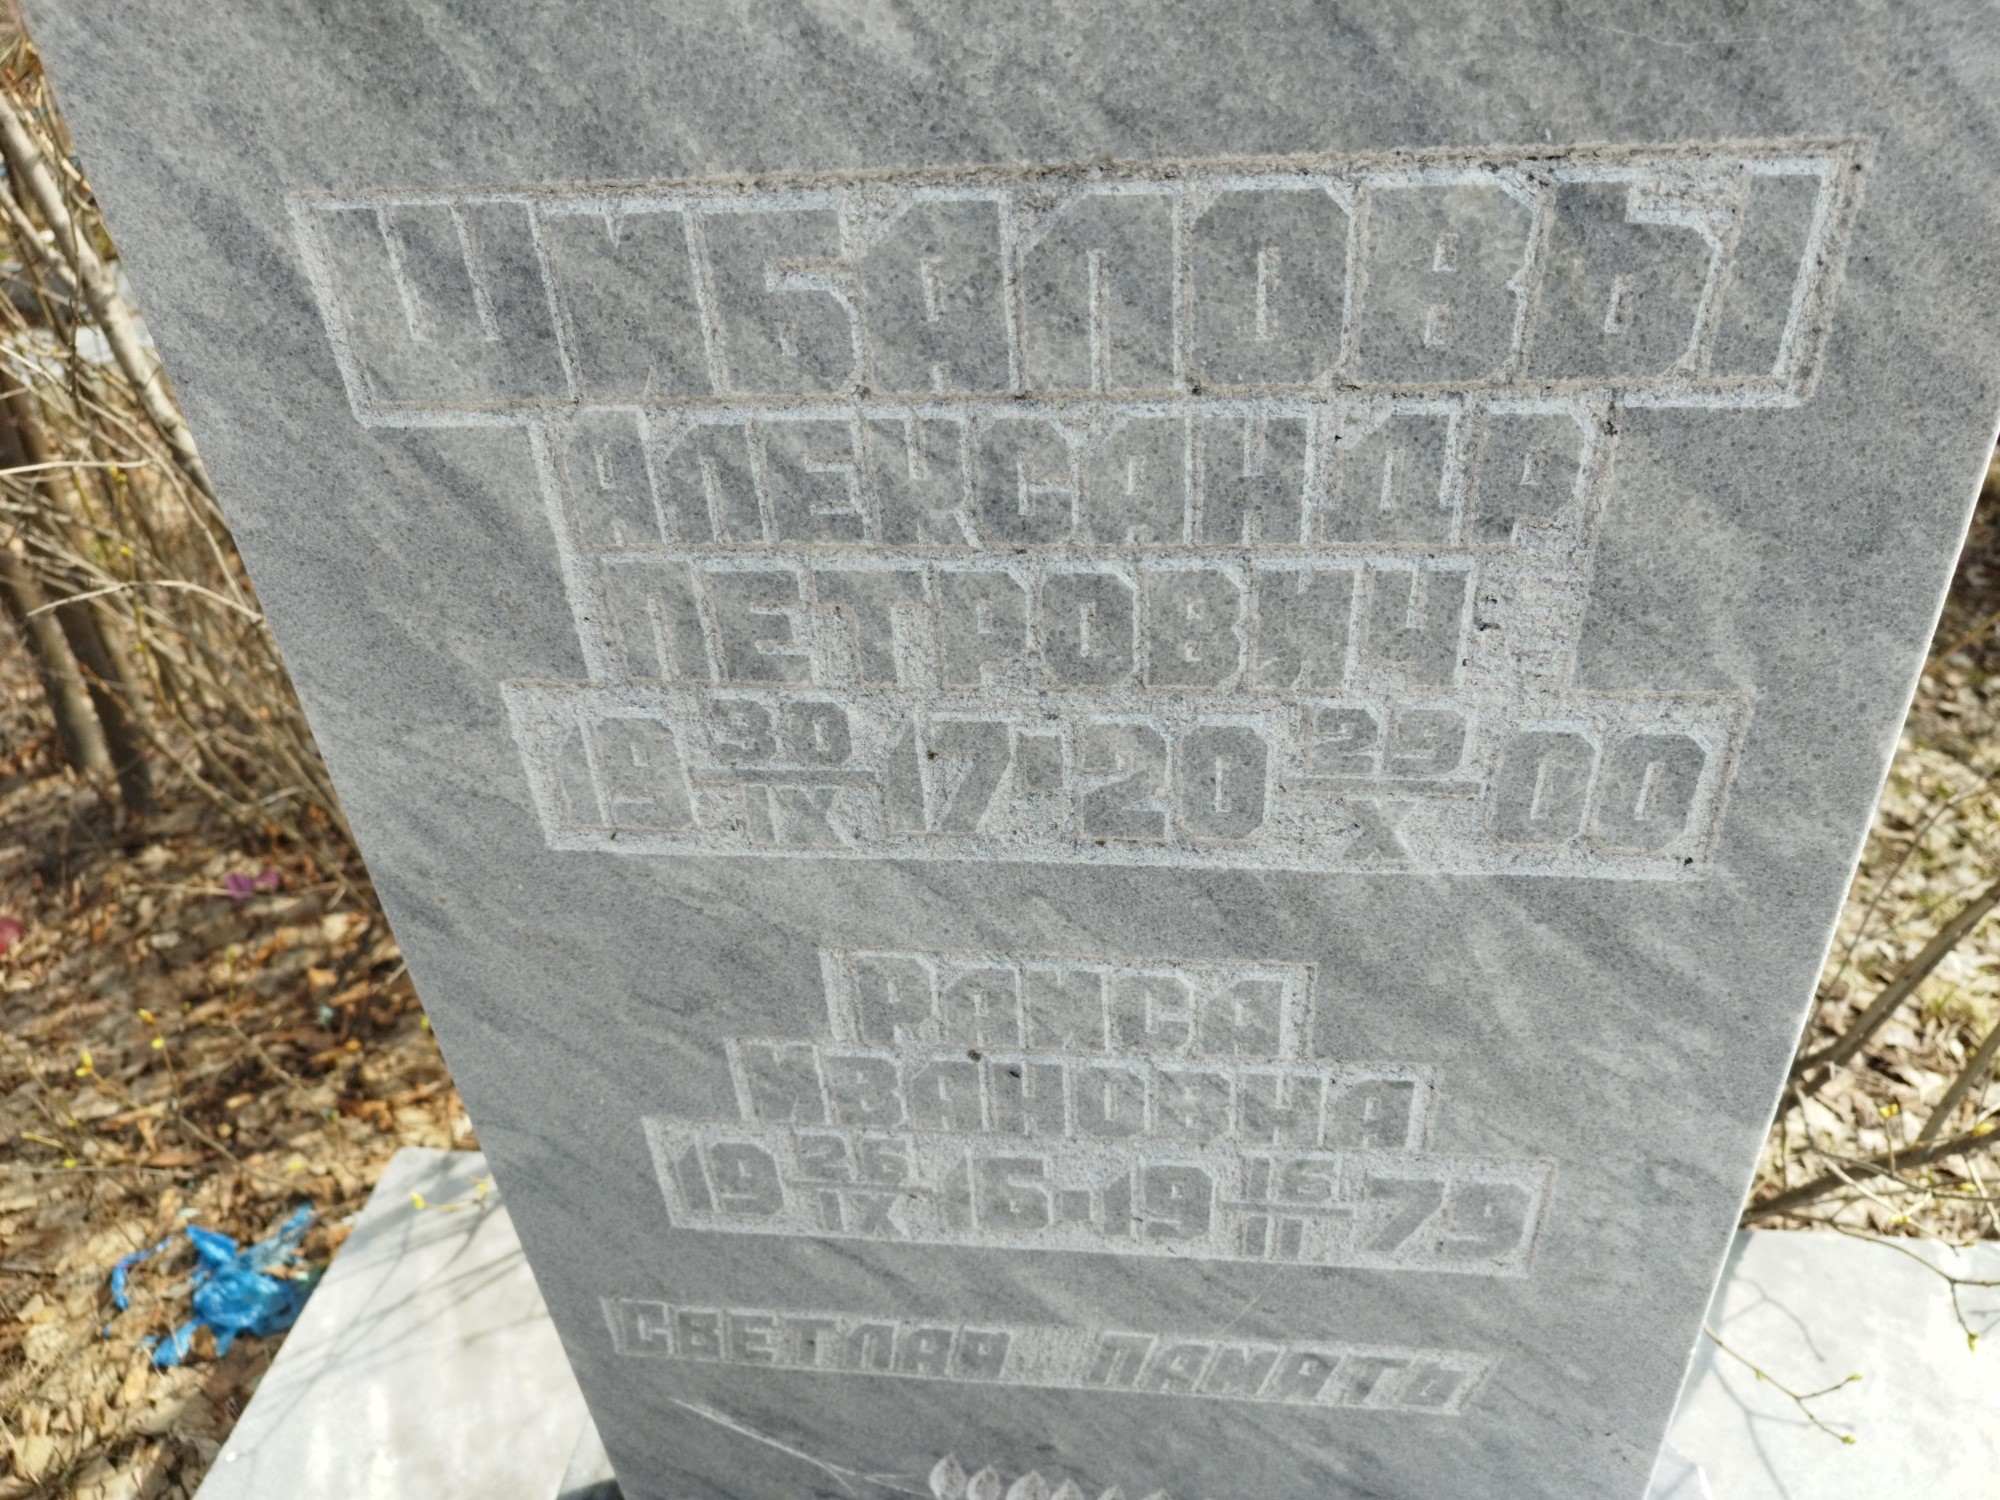 ШИБАЛОВЫ
АЛЕКСАНДР
ПЕТРОВИЧ
19 30/IX 17-20 29/X 00
РАИСА
ИВАНОВНА
19 26/IX 16-19 16/II 79
СВЕТЛАЯ ПАМЯТЬ